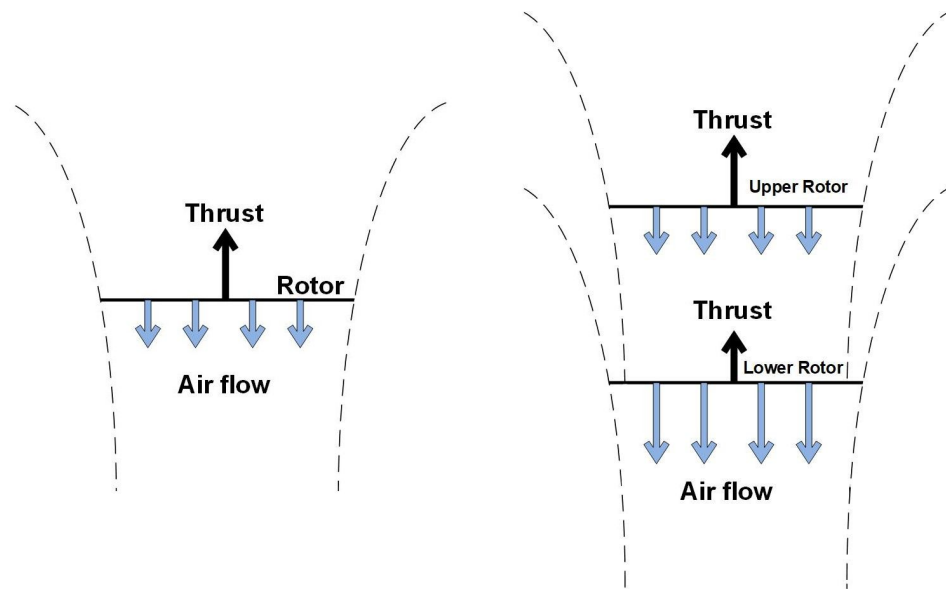 Thrust
Rotor
Air flow
Thrust
Upper Rotor
Thrust
Lower Rotor
Air flow